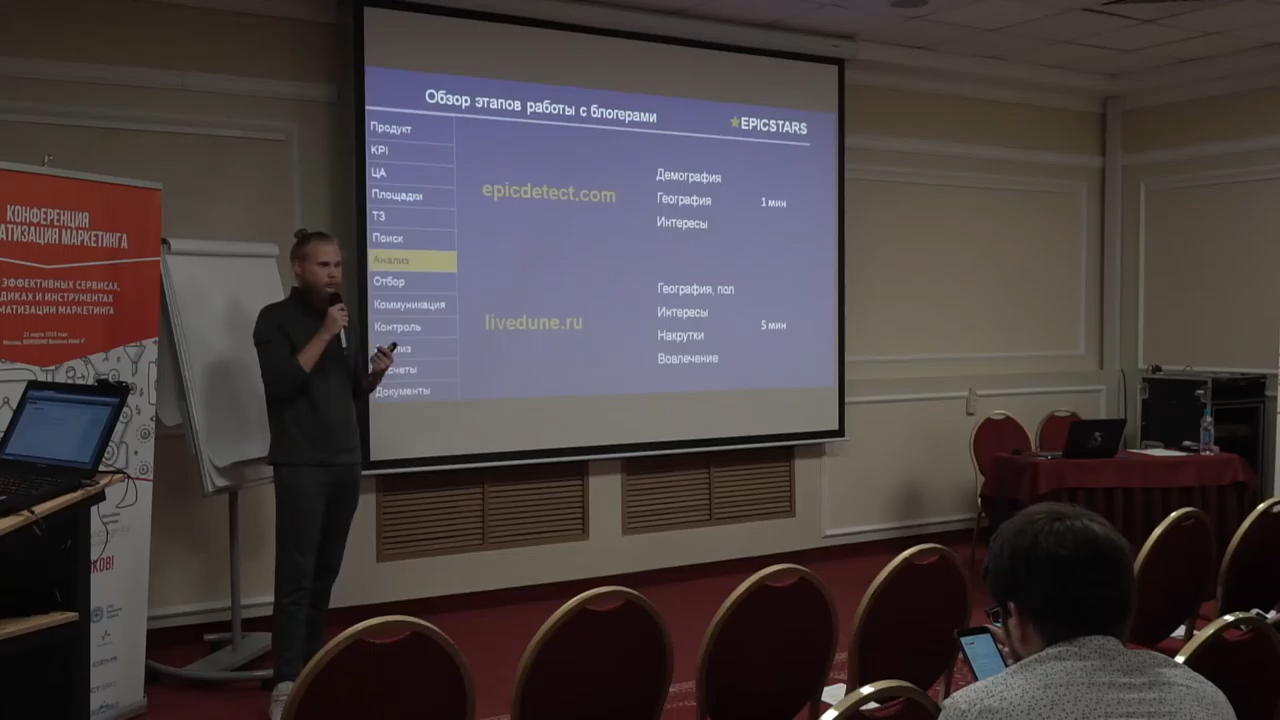 Обзор этапов работы с блогерами
EPICSTARS
Продукт
KPI
ЦА
Площадки
ТЗ
Поиск
Анализ
Отбор
Коммуникация
Контроль
Документы
epicdetect.com
Демография
География
Интересы
1 мин
livedune.ru
География, пол
Интересы
Накрутки
Вовлечение
5 мин
КОНФЕРЕНЦИЯ
АТИЗАЦИЯ МАРКЕТИНГА
ЭФФЕКТИВНЫХ СЕРВИСАХ,
ДИКАХ И ИНСТРУМЕНТАХ
МАТИЗАЦИИ МАРКЕТИНГА